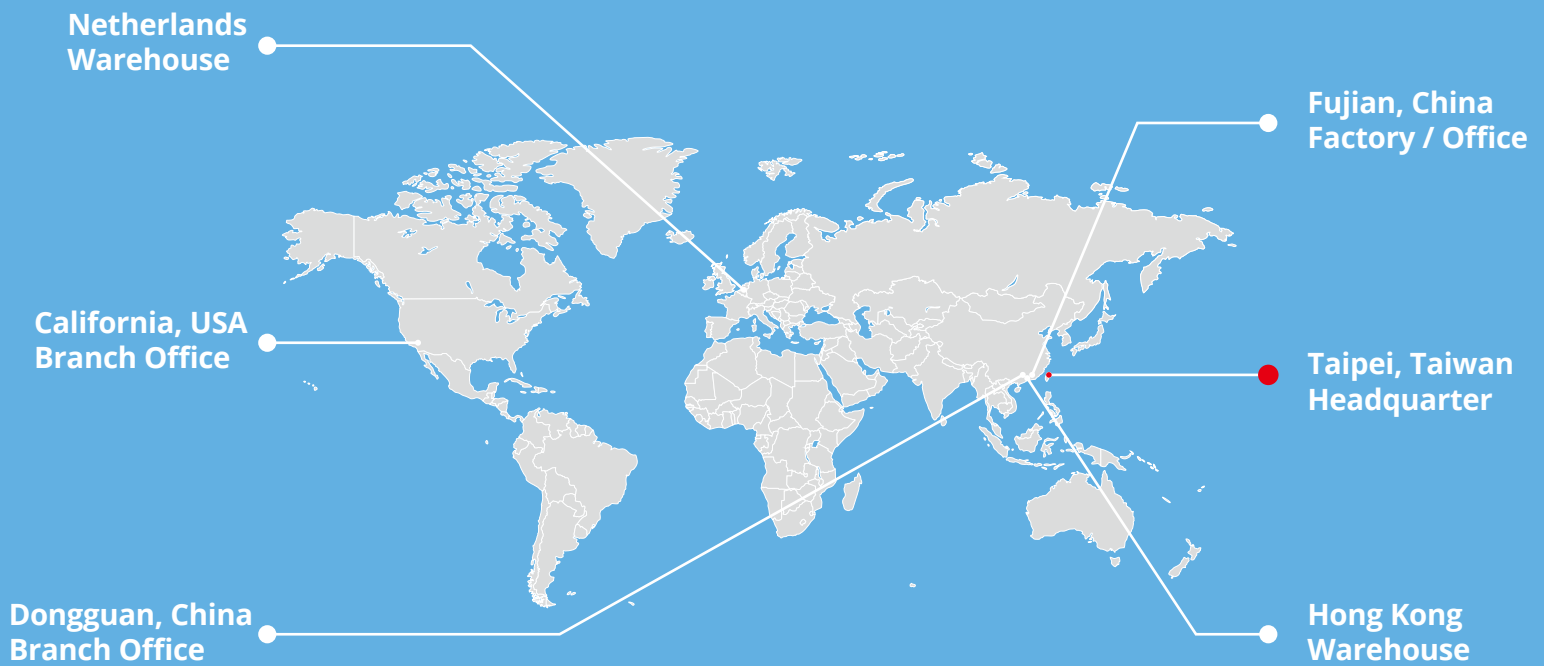 Netherlands
Warehouse
Fujian, China
Factory / Office
California, USA
Branch Office
Taipei, Taiwan
Headquarter
Dongguan, China
Branch Office
Hong Kong
Warehouse